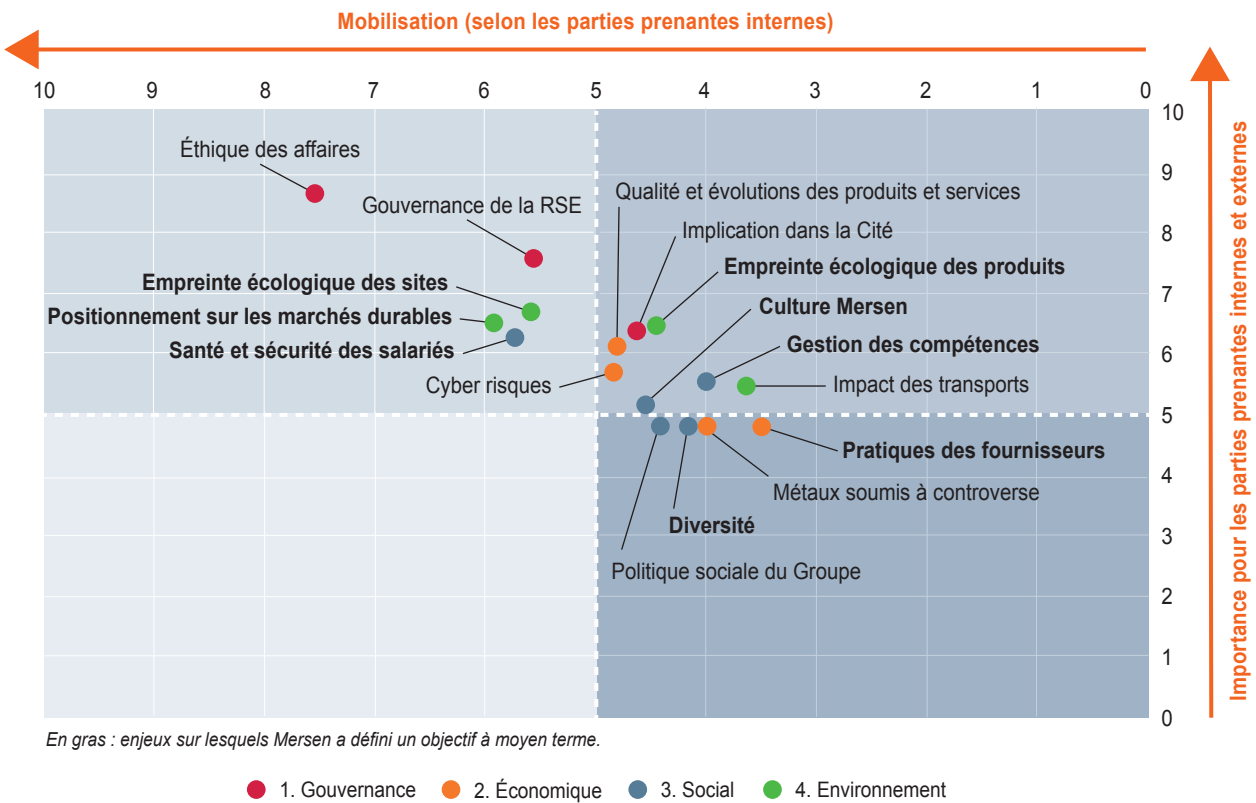 Mobilisation (selon les parties prenantes internes)
10 9 8 7 6 5 4 3 2 1 0
10
9
8
7
6
5
4
3
2
1
0
Importance pour les parties prenantes internes et externes
Éthique des affaires
Gouvernance de la RSE
Empreinte écologique des sites
Positionnement sur les marchés durables
Santé et sécurité des salariés
Cyber risques
Qualité et évolutions des produits et services
Implication dans la Cité
Empreinte écologique des produits
Culture Mersen
Gestion des compétences
Impact des transports
Pratiques des fournisseurs
Métaux soumis à controverse
Diversité
Politique sociale du Groupe
En gras : enjeux sur lesquels Mersen a défini un objectif à moyen terme.
1. Gouvernance 2. Économique 3. Social 4. Environnement